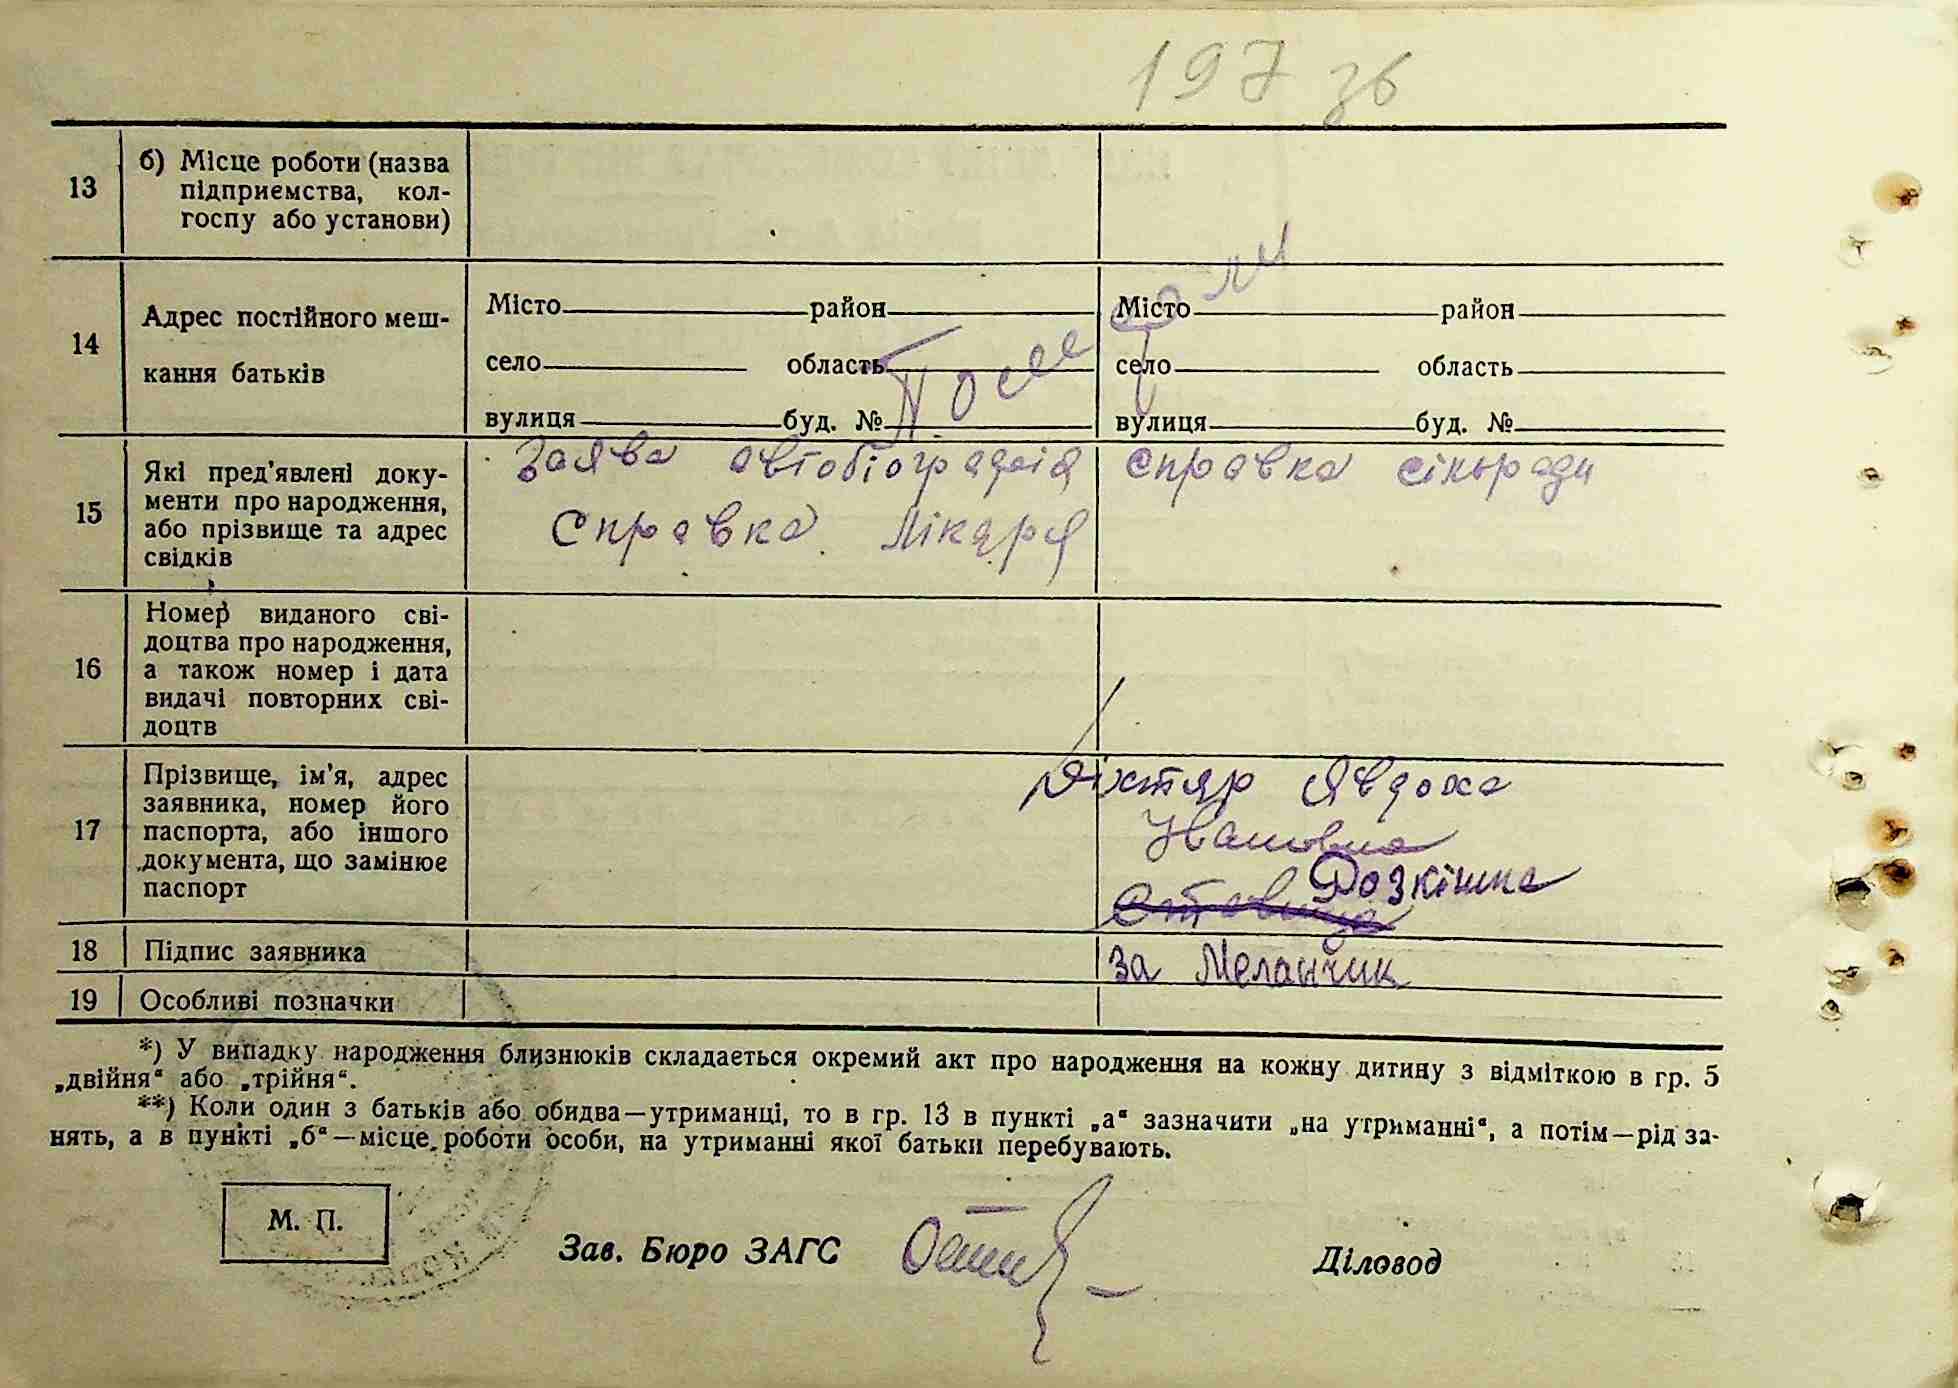 197 зв
13
б) Місце роботи (назва
підприємства, кол-
госпу або установи)
14
Адрес постійного меш-
кання батьків
Місто район
село область
вулиця буд. №
Місто район
село область
вулиця буд. №
Померли
15
Які пред’явлені доку-
менти про народження,
або прізвище та адрес
свідків
Заява автобіографія
Справка лікаря
справка сільради
16
Номер виданого сві-
доцтва про народження,
а також номер і дата
видачі повторних сві-
доцтв
17
Прізвище, ім’я, адрес
заявника, номер його
паспорта, або іншого
документа, що замінює
паспорт
Діхтяр Явдоха
Ивановна
Розкішна
Ставища
18
Підпис заявника
за Меланчик
19
Особливі позначки
*) У випадку народження близнюків складається окремий акт про народження на кожну дитину з відміткою в гр. 5
„двійня“ або „трійня“.
**) Коли один з батьків або обидва—утриманці, то в гр. 13 в пункті „а“ зазначити „на утриманні“, а потім—рід за-
нять, а в пункті „б“—місце роботи особи, на утриманні якої батьки перебувають.
М. П.
Зав. Бюро ЗАГС
Діловод